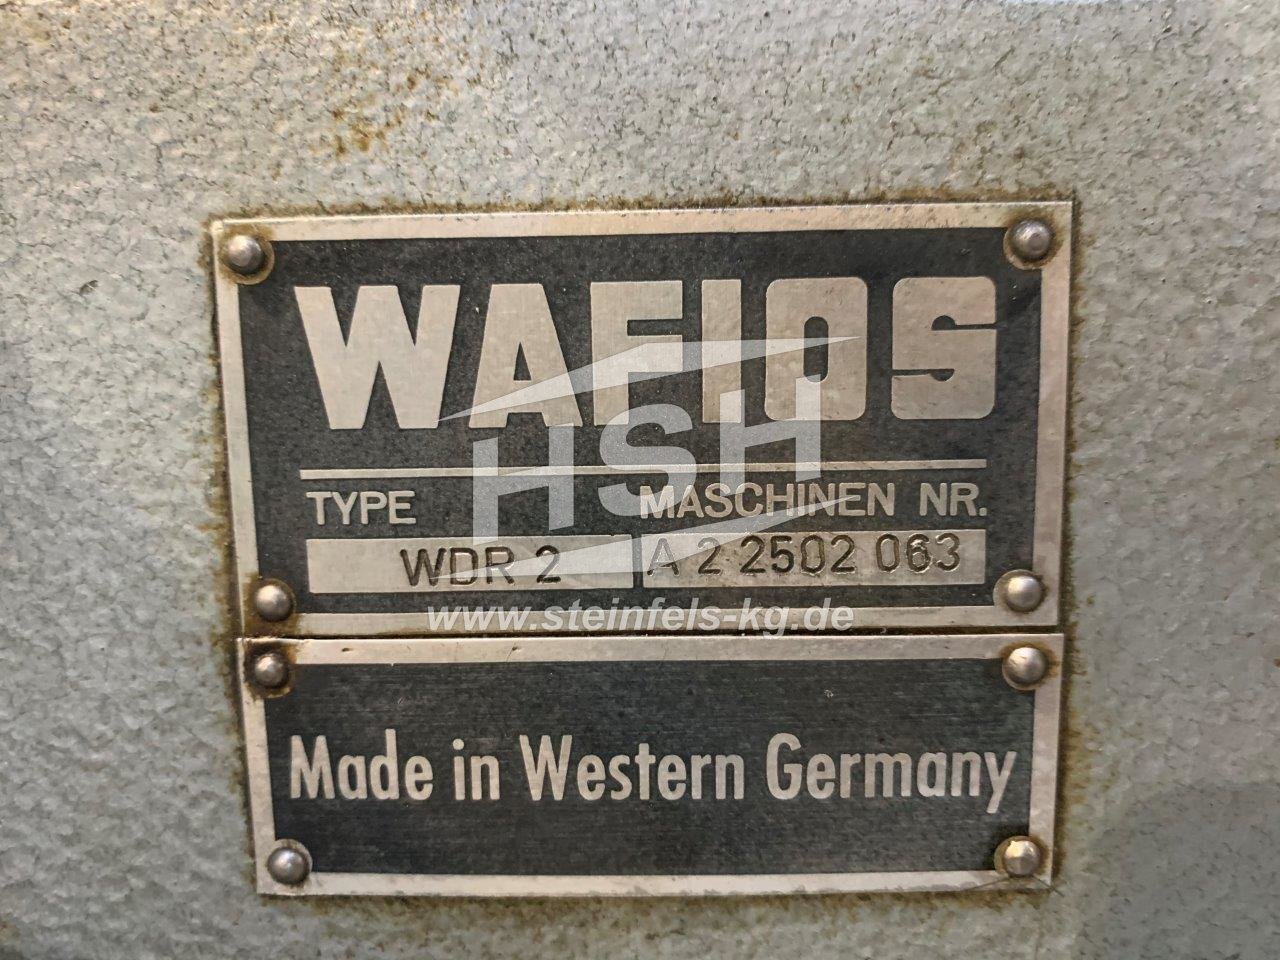 WAFIOS
HSH
TYPE MASCHINEN NR.
WDR 2 A 2 2502 063
www.steinfels-kg.de
Made in Western Germany